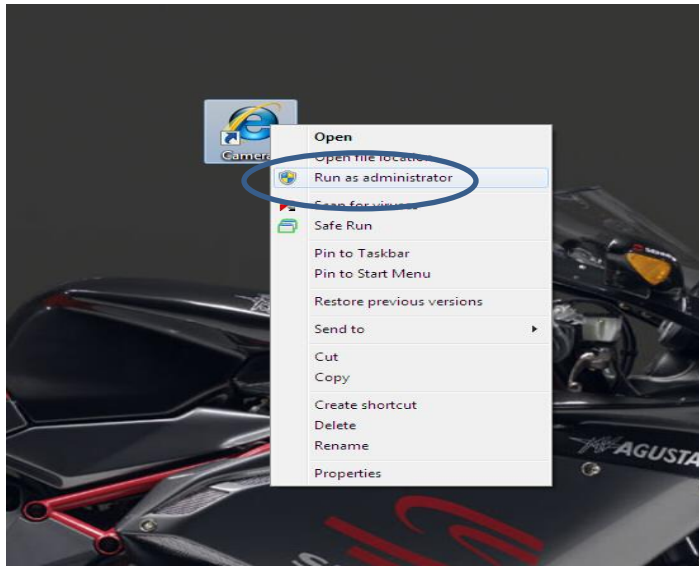 Camera
Open
Open file location
Run as administrator
Scan for viruses
Safe Run
Pin to Taskbar
Pin to Start Menu
Restore previous versions
Send to
Cut
Copy
Create shortcut
Delete
Rename
Properties
AGUSTA